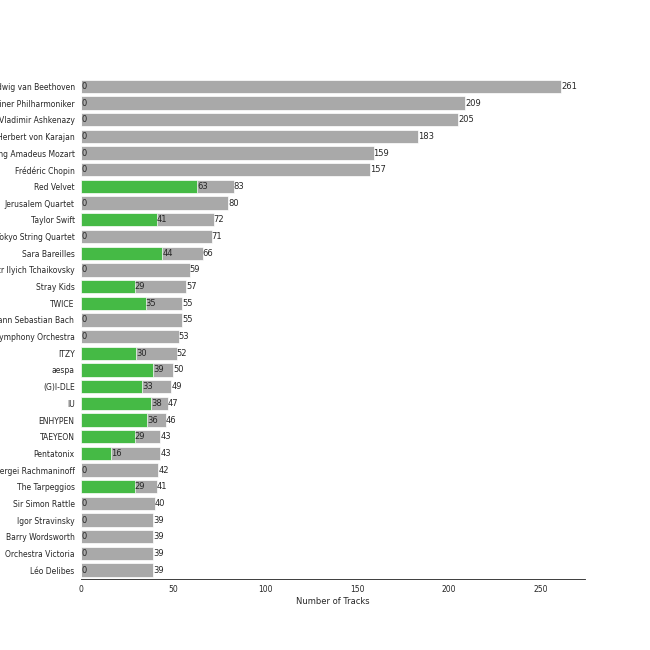 dwig van Beethoven 0 261
iner Philharmoniker 0 209
Vladimir Ashkenazy 0 205
Herbert von Karajan 0 183
ng Amadeus Mozart 0 159
Frédéric Chopin 0 157
Red Velvet 63 83
Jerusalem Quartet 0 80
Taylor Swift 41 72
Tokyo String Quartet 0 71
Sara Bareilles 44 66
r Ilyich Tchaikovsky 0 59
Stray Kids 29 57
TWICE 35 55
ann Sebastian Bach 0 55
ymphony Orchestra 0 53
ITZY 30 52
aespa 39 50
(G)I-DLE 33 49
IU 38 47
ENHYPEN 36 46
TAEYEON 29 43
Pentatonix 16 43
ergei Rachmaninoff 0 42
The Tarpeggios 29 41
Sir Simon Rattle 0 40
Igor Stravinsky 0 39
Barry Wordsworth 0 39
Orchestra Victoria 0 39
Léo Delibes 0 39
0 50 100 150 200 250
Number of Tracks